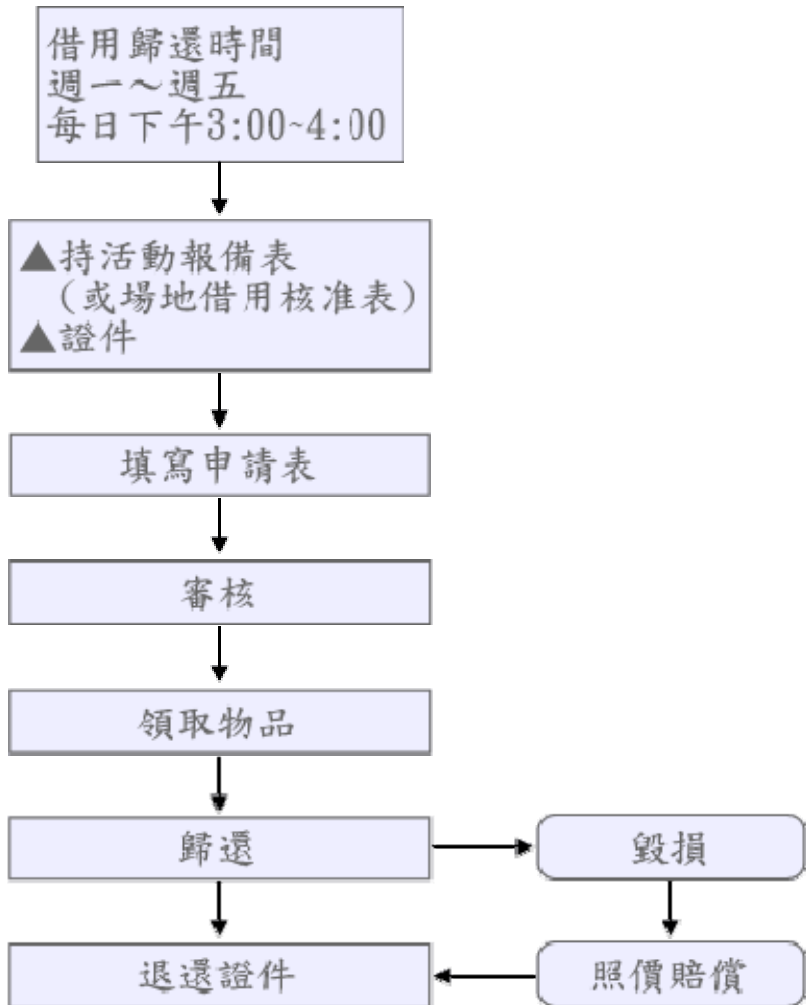 借用歸還時間
週一～週五
每日下午3:00~4:00
▲持活動報備表
（或場地借用核准表）
▲證件
填寫申請表
審核
領取物品
歸還
毀損
退還證件
照價賠償